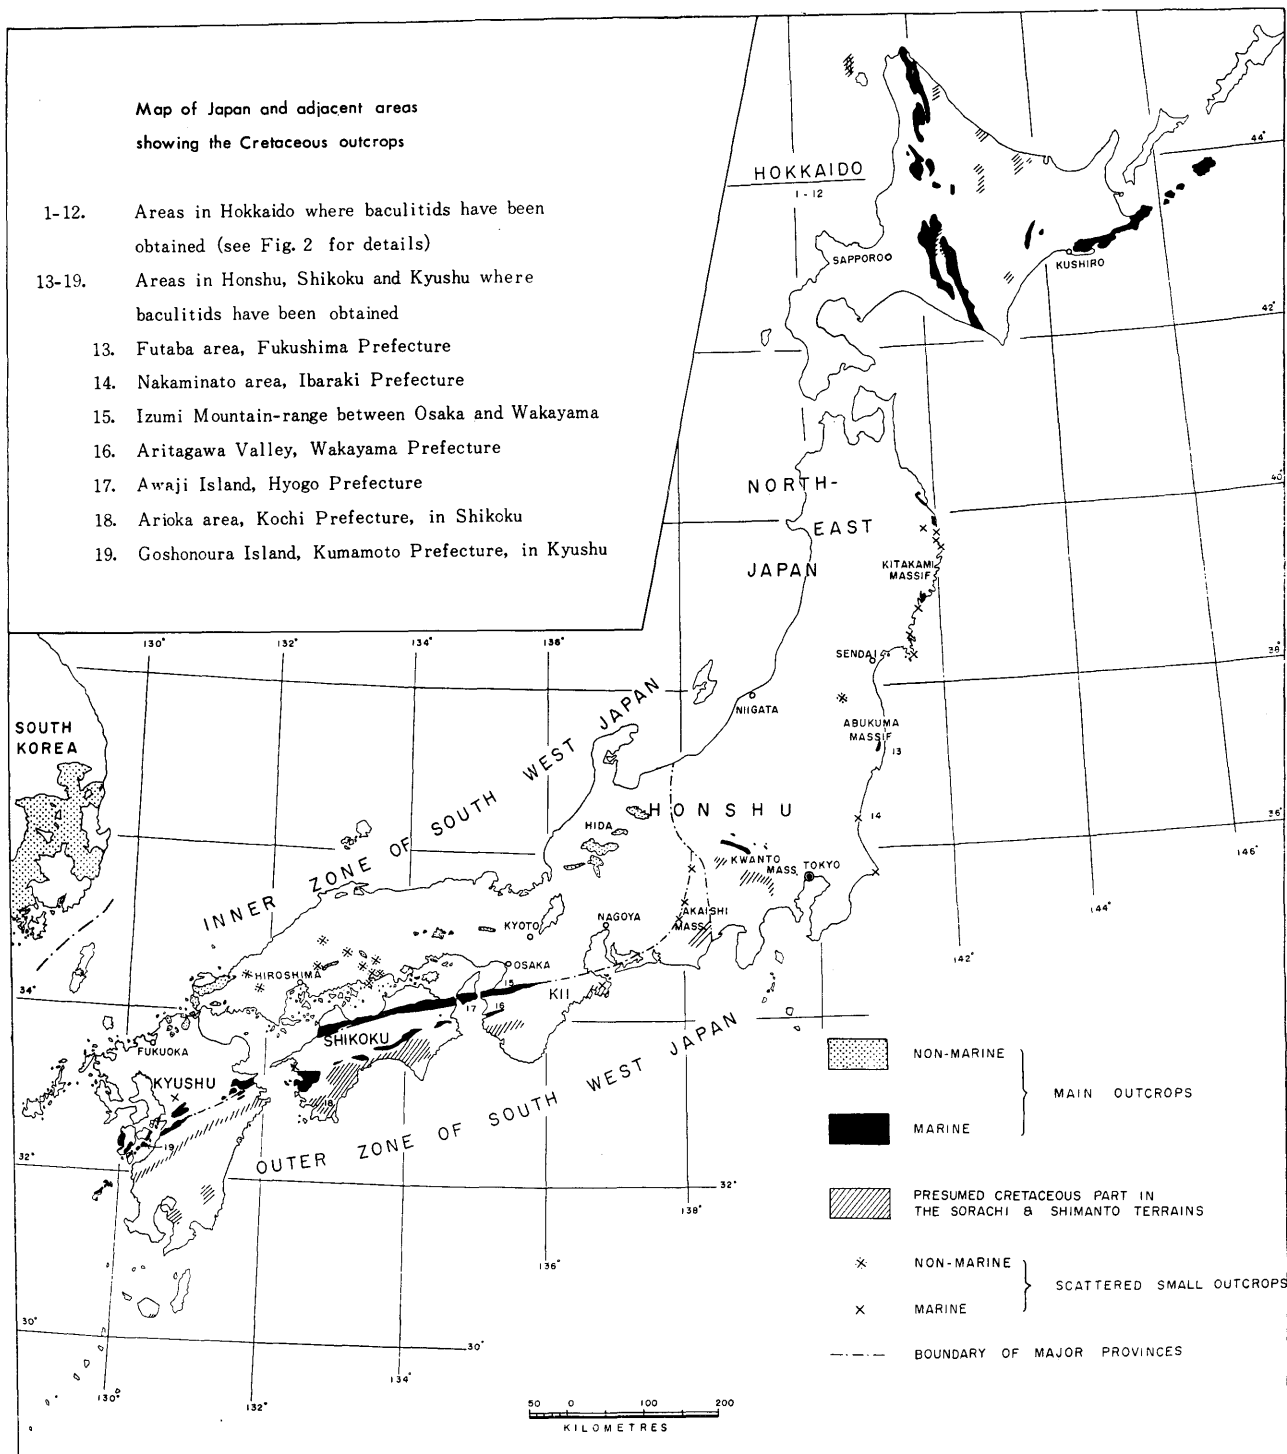 Map of Japan and adjacent areas
showing the Cretaceous outcrops
1-12. Areas in Hokkaido where baculitids have been
obtained (see Fig. 2 for details)
13-19. Areas in Honshu, Shikoku and Kyushu where
baculitids have been obtained
13. Futaba area, Fukushima Prefecture
14. Nakaminato area, Ibaraki Prefecture
15. Izumi Mountain-range between Osaka and Wakayama
16. Aritagawa Valley, Wakayama Prefecture
17. Awaji Island, Hyogo Prefecture
18. Arioka area, Kochi Prefecture, in Shikoku
19. Goshonoura Island, Kumamoto Prefecture, in Kyushu
44°
HOKKAIDO
1-12
SAPPORO
KUSHIRO
42°
40°
NORTH-
EAST
JAPAN
KITAKAMI
MASSIF
130°
132°
134°
136°
SENDAI
38°
NIIGATA
ABUKUMA
MASSIF
13
SOUTH
KOREA
INNER ZONE OF SOUTH WEST JAPAN
HONSHU
14
36°
HIDA
KWANTO
MASS.
TOKYO
146°
144°
142°
AKAISHI
MASS.
NAGOYA
KYOTO
OSAKA
HIROSHIMA
34°
15
KII
17
16
SHIKOKU
FUKUOKA
KYUSHU
18
19
32°
OUTER ZONE OF SOUTH WEST JAPAN
32°
138°
136°
30°
30°
134°
132°
130°
NON-MARINE
MARINE
MAIN OUTCROPS
PRESUMED CRETACEOUS PART IN
THE SORACHI & SHIMANTO TERRAINS
NON-MARINE
MARINE
SCATTERED SMALL OUTCROPS
BOUNDARY OF MAJOR PROVINCES
50 0 100 200
KILOMETRES